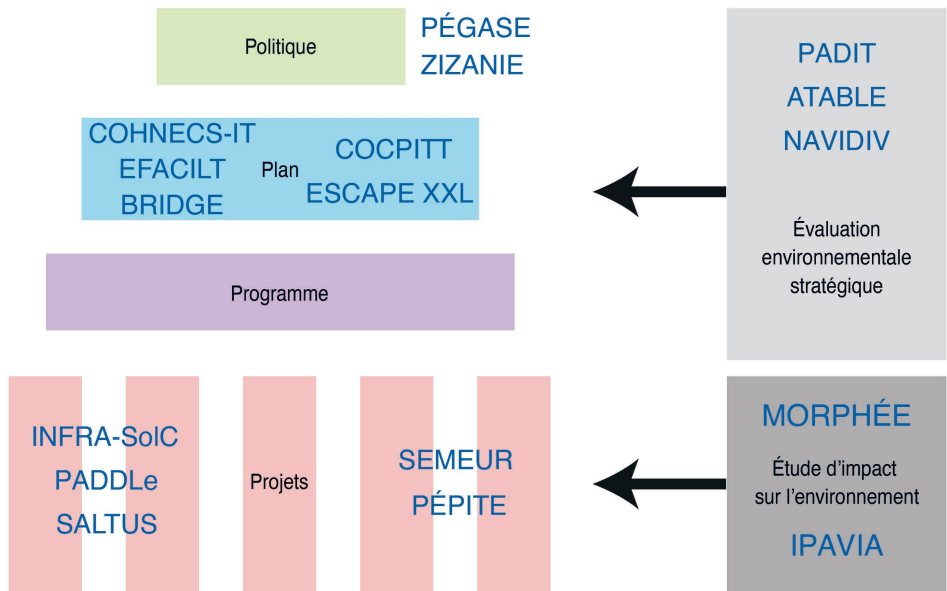 Politique
PÉGASE
ZIZANIE
COHNECS-IT
EFACILT
BRIDGE
Plan
COCPITT
ESCAPE XXL
Programme
INFRA-SolC
PADDLe
SALTUS
Projets
SEMEUR
PÉPITE
PADIT
ATABLE
NAVIDIV
Évaluation
environnementale
stratégique
MORPHÉE
Étude d’impact
sur l’environnement
IPAVIA